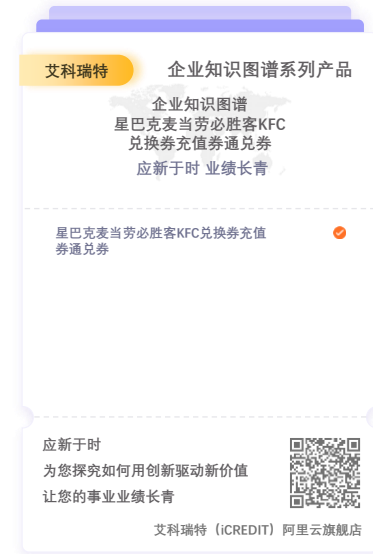 艾科瑞特
企业知识图谱系列产品
企业知识图谱
星巴克麦当劳必胜客KFC
兑换券充值券通兑券
应新于时 业绩长青
星巴克麦当劳必胜客KFC兑换券充值
券通兑券
应新于时
为您探究如何用创新驱动新价值
让您的事业业绩长青
艾科瑞特（iCREDIT）阿里云旗舰店